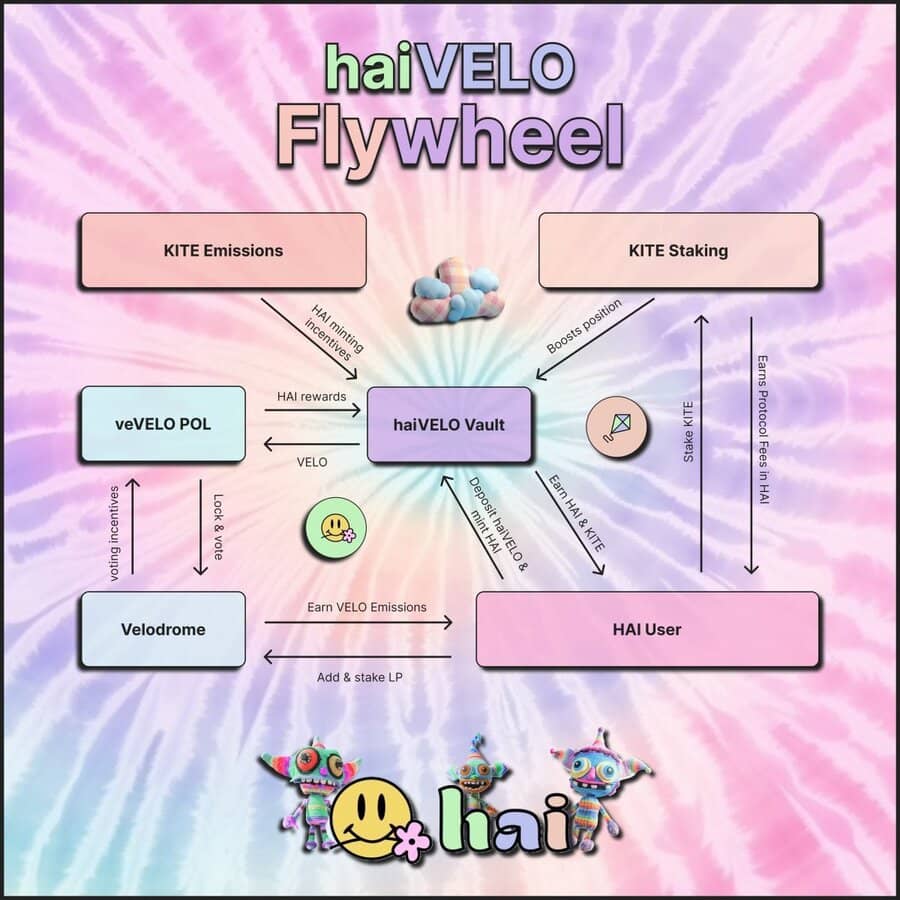 haiVELO
Flywheel
KITE Emissions
KITE Staking
HAI minting
incentives
Boosts position
veVELO POL
HAI rewards
haiVELO Vault
VELO
Stake KITE
Earns Protocol Fees in HAI
voting incentives
Lock & vote
Deposit haiVELO &
mint HAI
Earn HAI & KITE
Velodrome
Earn VELO Emissions
HAI User
Add & stake LP
hai